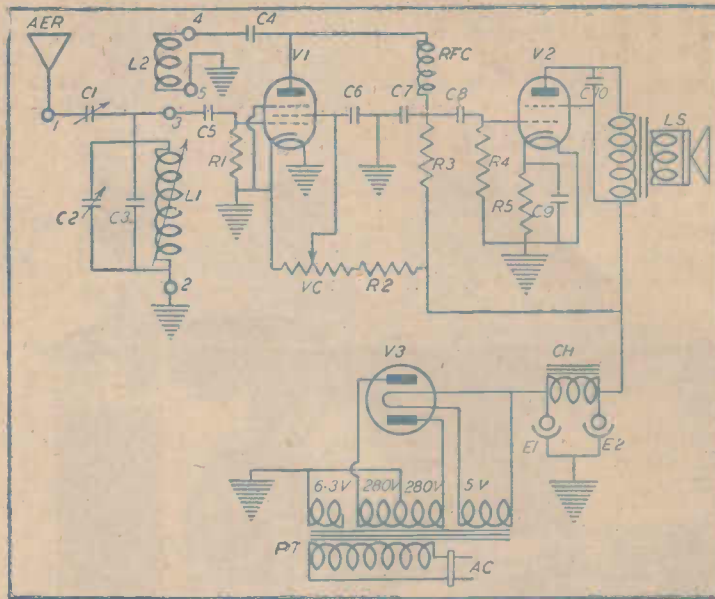 AER
4
C4
V1
RFC
V2
L2
5
C10
LS
C1
1
3
C5
C6
C7
C8
R1
R3
R4
L1
C2
C3
R5
C9
2
VC
R2
V3
CH
E1
E2
6·3V
280V
280V
5V
PT
AC